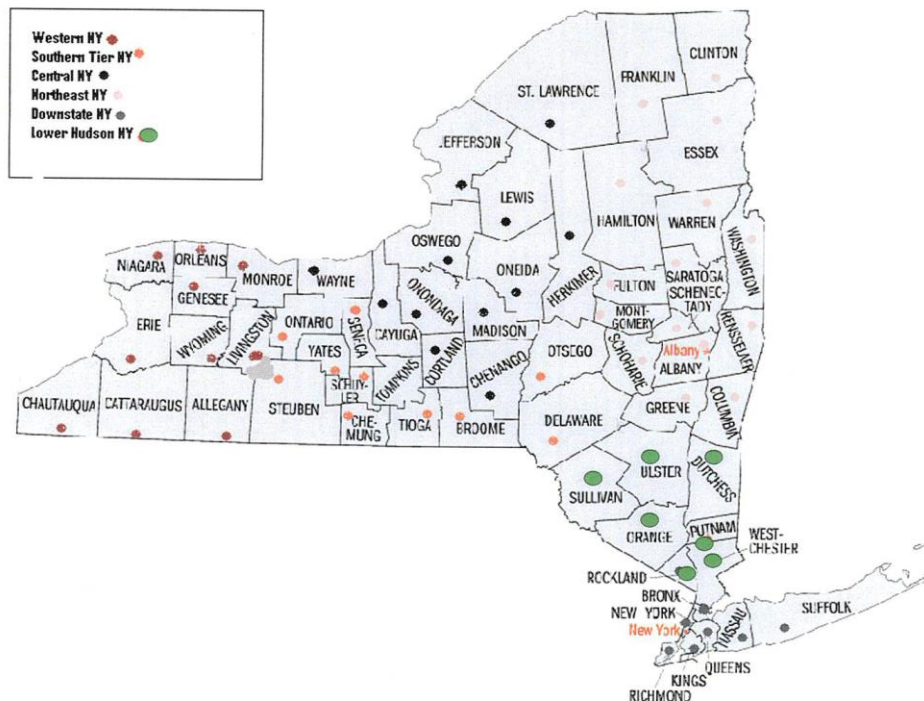 Western NY
Southern Tier NY
Central NY
Northeast NY
Downstate NY
Lower Hudson NY
CLINTON
FRANKLIN
ST. LAWRENCE
ESSEX
JEFFERSON
LEWIS
HAMILTON
WARREN
WASHINGTON
OSWEGO
ONEIDA
HERKIMER
FULTON
SARATOGA
SCHENEC-
TADY
MONT-
GOMERY
NIAGARA
ORLEANS
MONROE
WAYNE
GENESEE
ONONDAGA
MADISON
ERIE
WYOMING
LIVINGSTON
ONTARIO
SENECA
CAYUGA
YATES
CORTLAND
CHENANGO
OTSEGO
SCHOHARIE
Albany
ALBANY
RENSSELAER
SCHUY-
LER
TOMPKINS
CHAUTAUQUA
CATTARAUGUS
ALLEGANY
STEUBEN
CHE-
MUNG
TIOGA
BROOME
DELAWARE
GREENE
COLUMBIA
ULSTER
DUTCHESS
SULLIVAN
ORANGE
PUTNAM
WEST-
CHESTER
ROCKLAND
BRONX
NEW YORK
New York
NASSAU
SUFFOLK
QUEENS
KINGS
RICHMOND